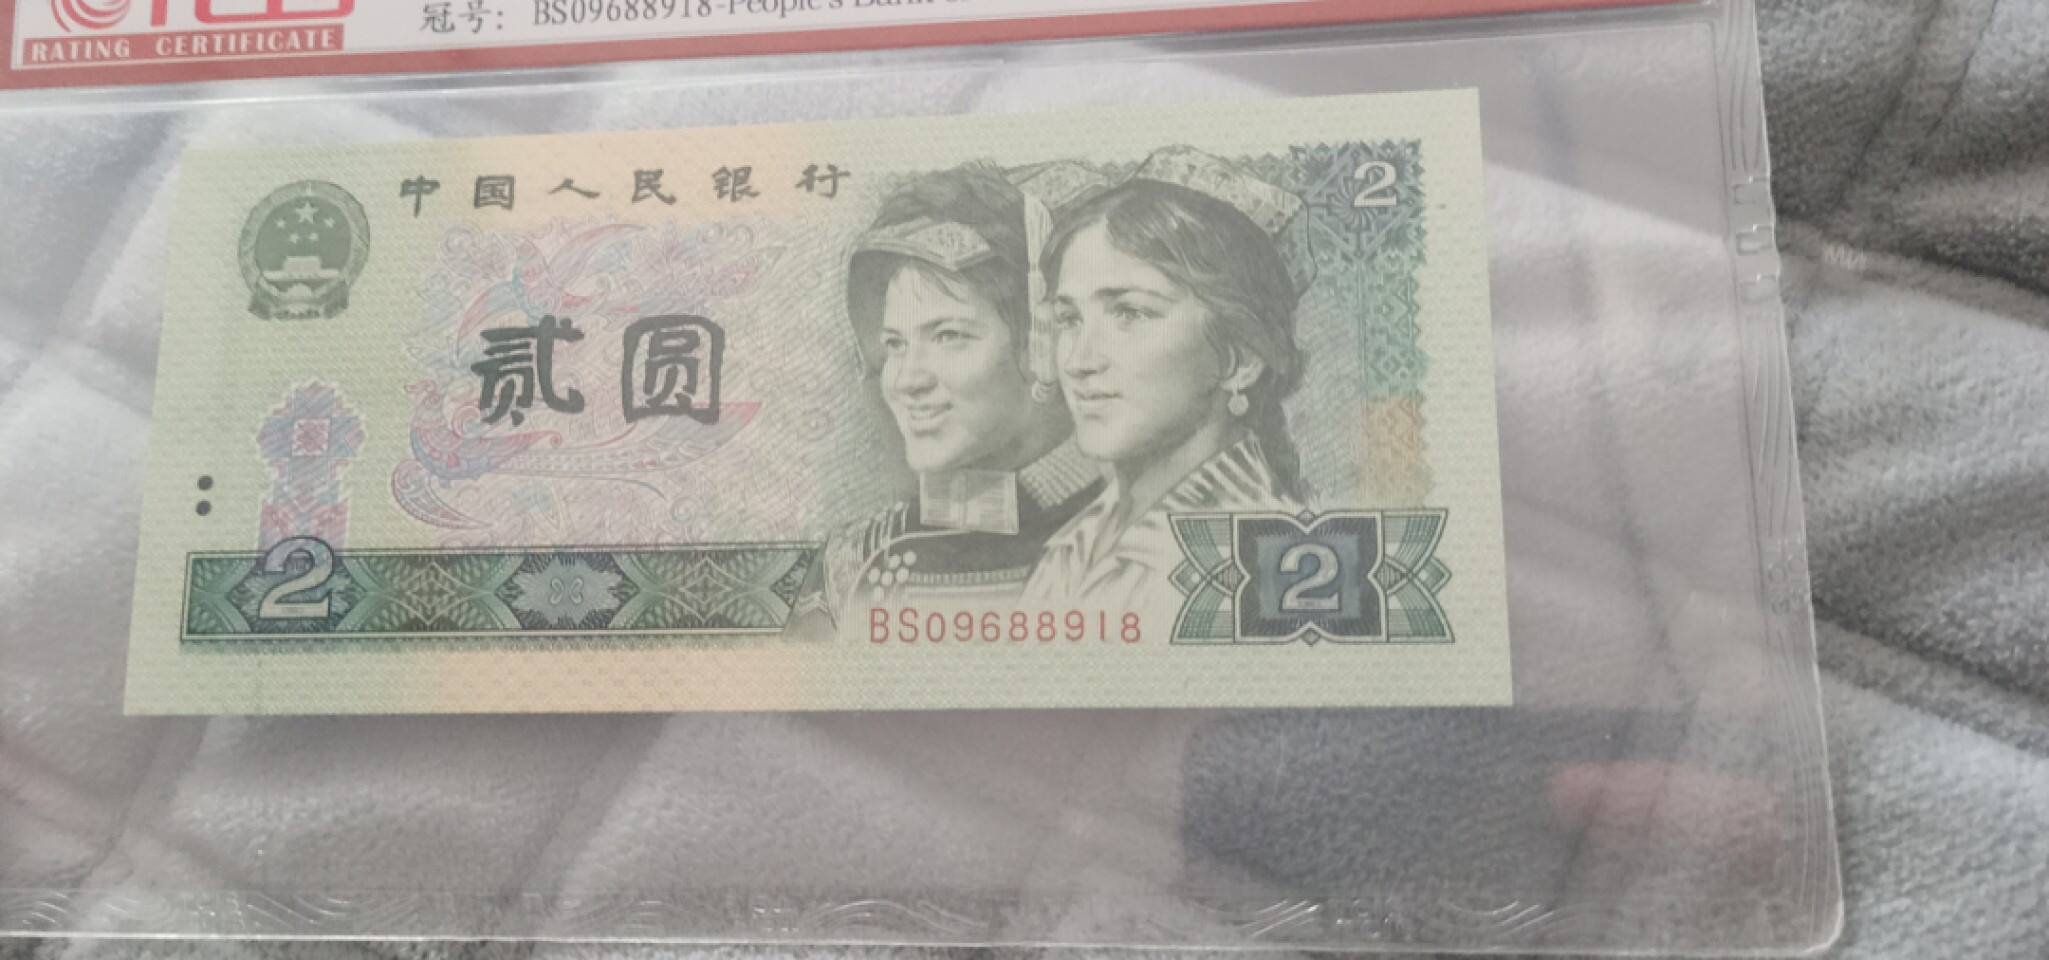 冠号: BS09688918-People's Bank
RATING CERTIFICATE
中国人民银行
2
贰圆
2
2
BS09688918